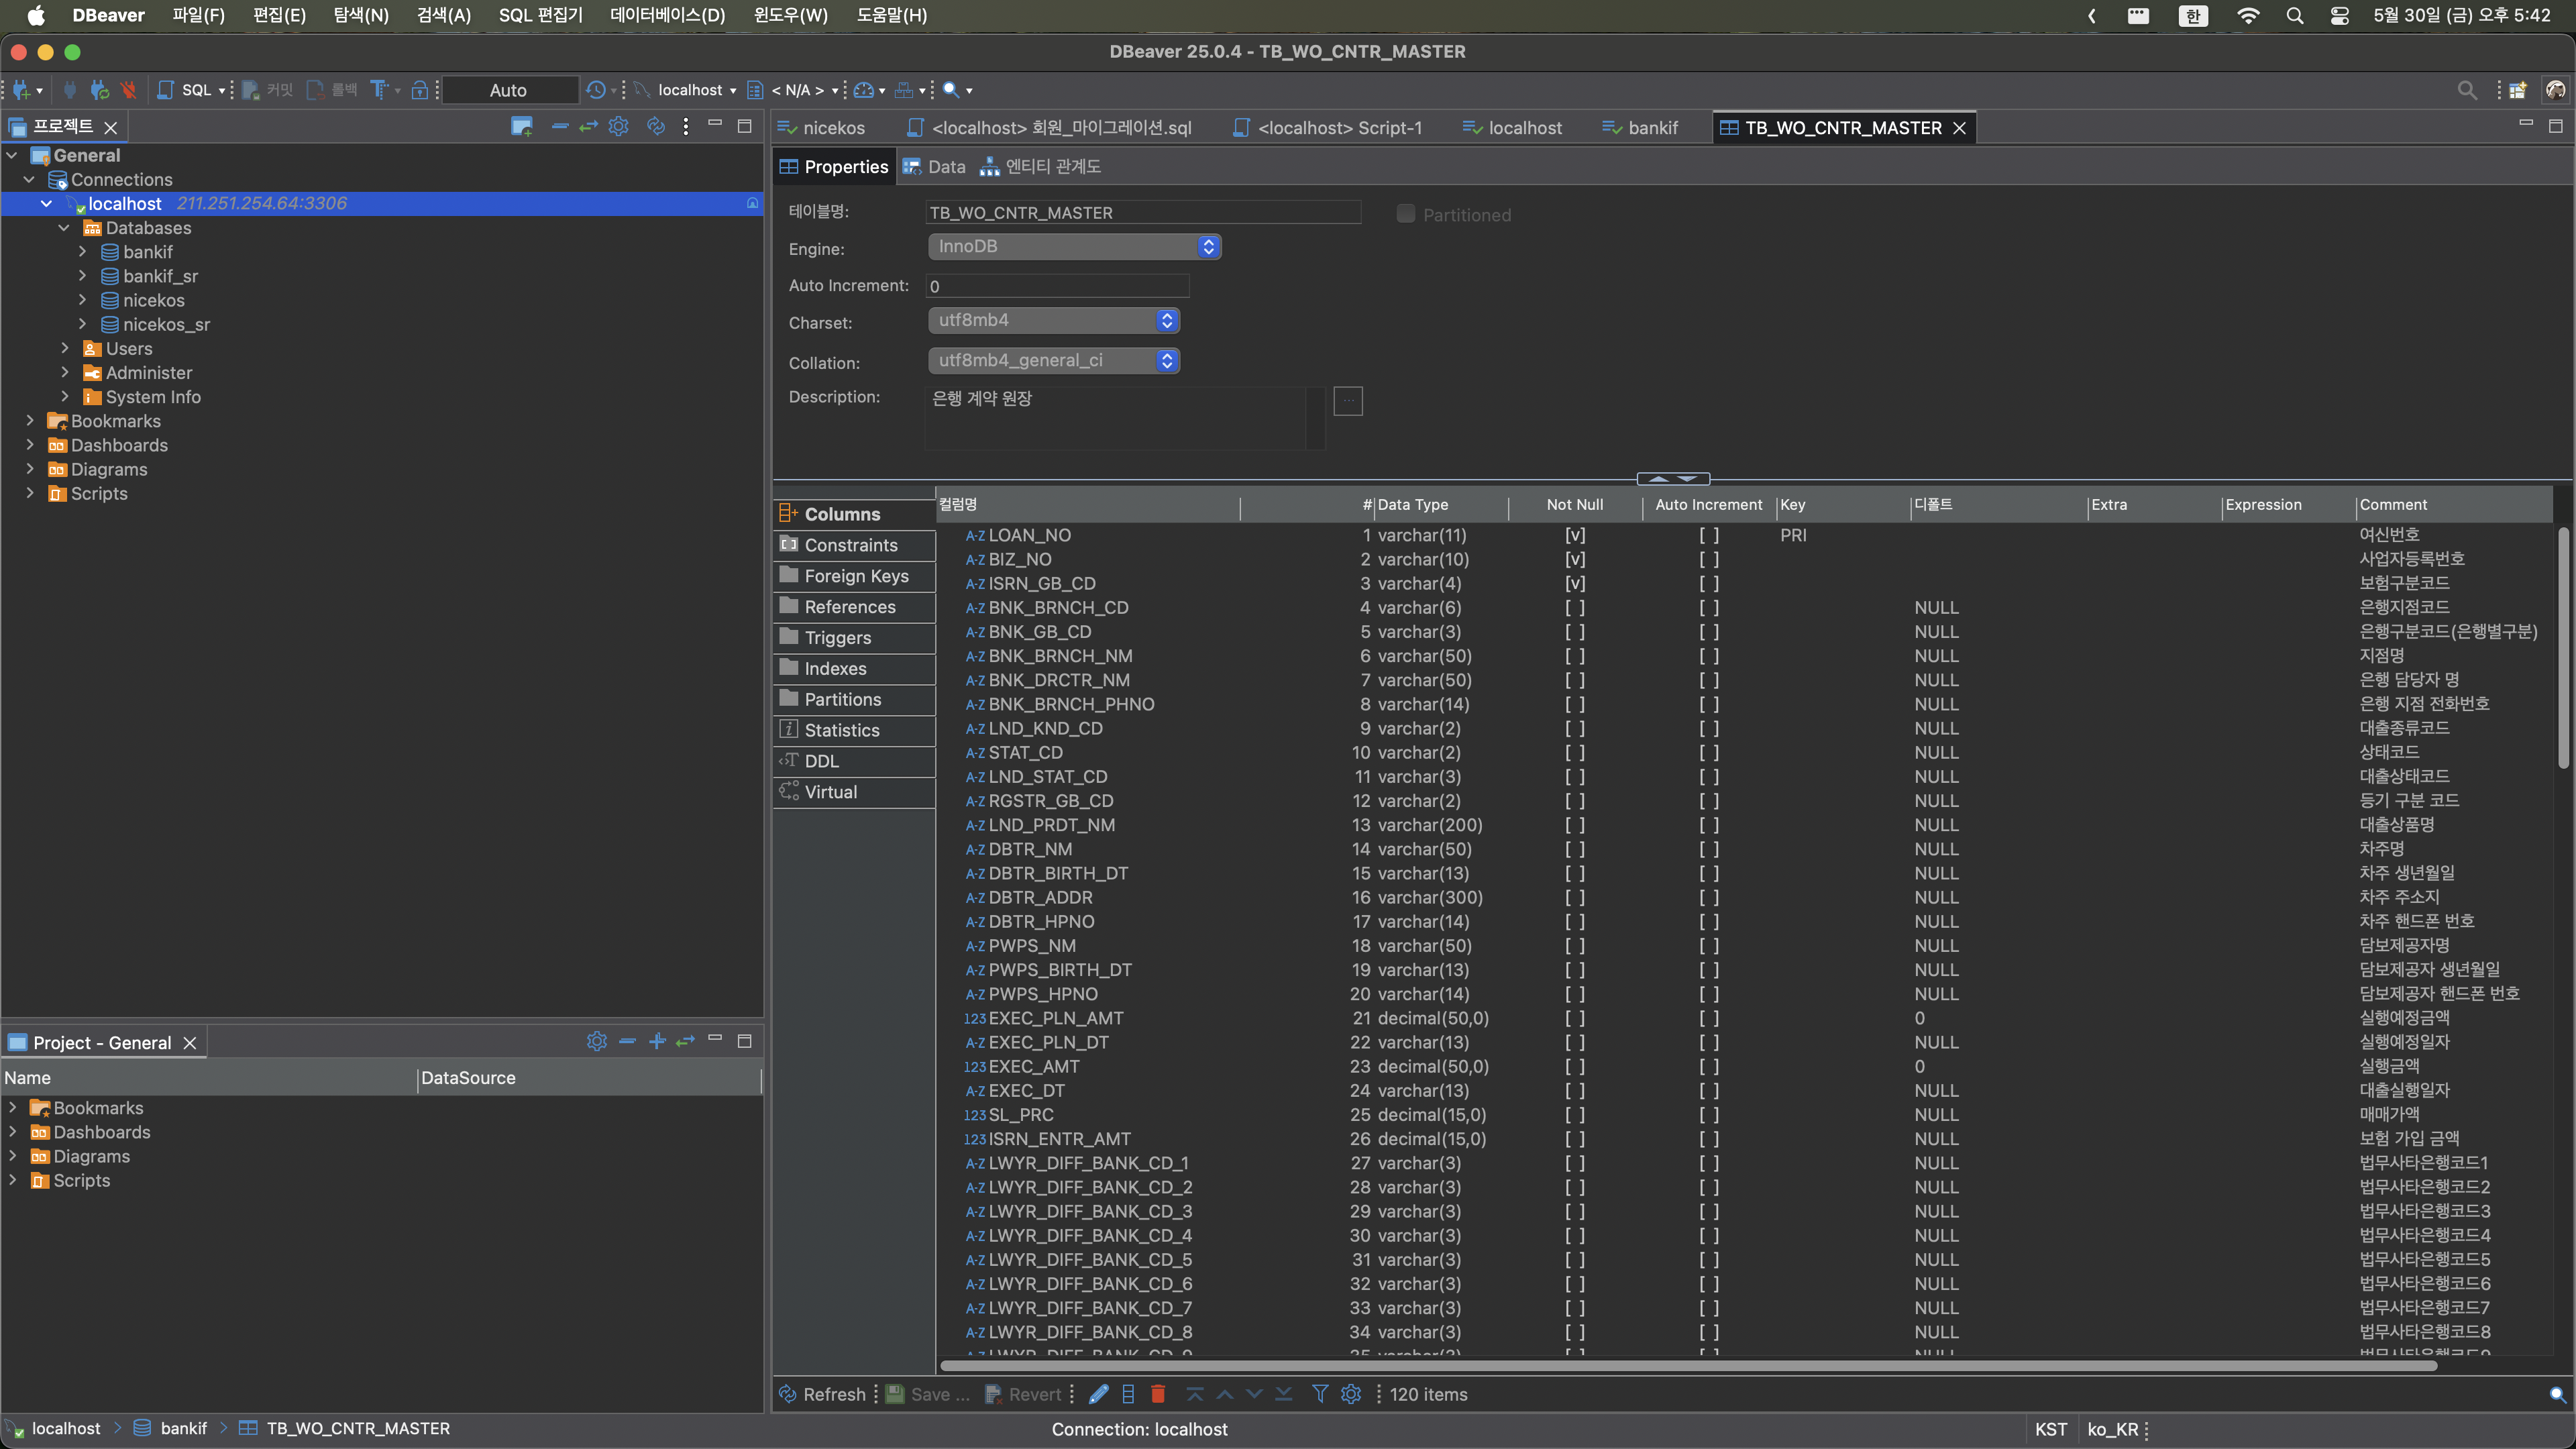 DBeaver 파일(F) 편집(E) 탐색(N) 검색(A) SQL 편집기 데이터베이스(D) 윈도우(W) 도움말(H) 한 5월 30일 (금) 오후 5:42
DBeaver 25.0.4 - TB_WO_CNTR_MASTER
SQL 커밋 롤백 Auto localhost < N/A >
프로젝트
General
Connections
localhost 211.251.254.64:3306
Databases
bankif
bankif_sr
nicekos
nicekos_sr
Users
Administer
System Info
Bookmarks
Dashboards
Diagrams
Scripts
Project - General
Name DataSource
Bookmarks
Dashboards
Diagrams
Scripts
nicekos <localhost> 회원_마이그레이션.sql <localhost> Script-1 localhost bankif TB_WO_CNTR_MASTER
Properties Data 엔티티 관계도
테이블명: TB_WO_CNTR_MASTER Partitioned
Engine: InnoDB
Auto Increment: 0
Charset: utf8mb4
Collation: utf8mb4_general_ci
Description: 은행 계약 원장 ...
Columns
Constraints
Foreign Keys
References
Triggers
Indexes
Partitions
Statistics
DDL
Virtual
컬럼명 # Data Type Not Null Auto Increment Key 디폴트 Extra Expression Comment
A-Z LOAN_NO 1 varchar(11) [v] [ ] PRI 여신번호
A-Z BIZ_NO 2 varchar(10) [v] [ ] 사업자등록번호
A-Z ISRN_GB_CD 3 varchar(4) [v] [ ] 보험구분코드
A-Z BNK_BRNCH_CD 4 varchar(6) [ ] [ ] NULL 은행지점코드
A-Z BNK_GB_CD 5 varchar(3) [ ] [ ] NULL 은행구분코드(은행별구분)
A-Z BNK_BRNCH_NM 6 varchar(50) [ ] [ ] NULL 지점명
A-Z BNK_DRCTR_NM 7 varchar(50) [ ] [ ] NULL 은행 담당자 명
A-Z BNK_BRNCH_PHNO 8 varchar(14) [ ] [ ] NULL 은행 지점 전화번호
A-Z LND_KND_CD 9 varchar(2) [ ] [ ] NULL 대출종류코드
A-Z STAT_CD 10 varchar(2) [ ] [ ] NULL 상태코드
A-Z LND_STAT_CD 11 varchar(3) [ ] [ ] NULL 대출상태코드
A-Z RGSTR_GB_CD 12 varchar(2) [ ] [ ] NULL 등기 구분 코드
A-Z LND_PRDT_NM 13 varchar(200) [ ] [ ] NULL 대출상품명
A-Z DBTR_NM 14 varchar(50) [ ] [ ] NULL 차주명
A-Z DBTR_BIRTH_DT 15 varchar(13) [ ] [ ] NULL 차주 생년월일
A-Z DBTR_ADDR 16 varchar(300) [ ] [ ] NULL 차주 주소지
A-Z DBTR_HPNO 17 varchar(14) [ ] [ ] NULL 차주 핸드폰 번호
A-Z PWPS_NM 18 varchar(50) [ ] [ ] NULL 담보제공자명
A-Z PWPS_BIRTH_DT 19 varchar(13) [ ] [ ] NULL 담보제공자 생년월일
A-Z PWPS_HPNO 20 varchar(14) [ ] [ ] NULL 담보제공자 핸드폰 번호
123 EXEC_PLN_AMT 21 decimal(50,0) [ ] [ ] 0 실행예정금액
A-Z EXEC_PLN_DT 22 varchar(13) [ ] [ ] NULL 실행예정일자
123 EXEC_AMT 23 decimal(50,0) [ ] [ ] 0 실행금액
A-Z EXEC_DT 24 varchar(13) [ ] [ ] NULL 대출실행일자
123 SL_PRC 25 decimal(15,0) [ ] [ ] NULL 매매가액
123 ISRN_ENTR_AMT 26 decimal(15,0) [ ] [ ] NULL 보험 가입 금액
A-Z LWYR_DIFF_BANK_CD_1 27 varchar(3) [ ] [ ] NULL 법무사타은행코드1
A-Z LWYR_DIFF_BANK_CD_2 28 varchar(3) [ ] [ ] NULL 법무사타은행코드2
A-Z LWYR_DIFF_BANK_CD_3 29 varchar(3) [ ] [ ] NULL 법무사타은행코드3
A-Z LWYR_DIFF_BANK_CD_4 30 varchar(3) [ ] [ ] NULL 법무사타은행코드4
A-Z LWYR_DIFF_BANK_CD_5 31 varchar(3) [ ] [ ] NULL 법무사타은행코드5
A-Z LWYR_DIFF_BANK_CD_6 32 varchar(3) [ ] [ ] NULL 법무사타은행코드6
A-Z LWYR_DIFF_BANK_CD_7 33 varchar(3) [ ] [ ] NULL 법무사타은행코드7
A-Z LWYR_DIFF_BANK_CD_8 34 varchar(3) [ ] [ ] NULL 법무사타은행코드8
Refresh Save ... Revert 120 items
localhost bankif TB_WO_CNTR_MASTER Connection: localhost KST ko_KR